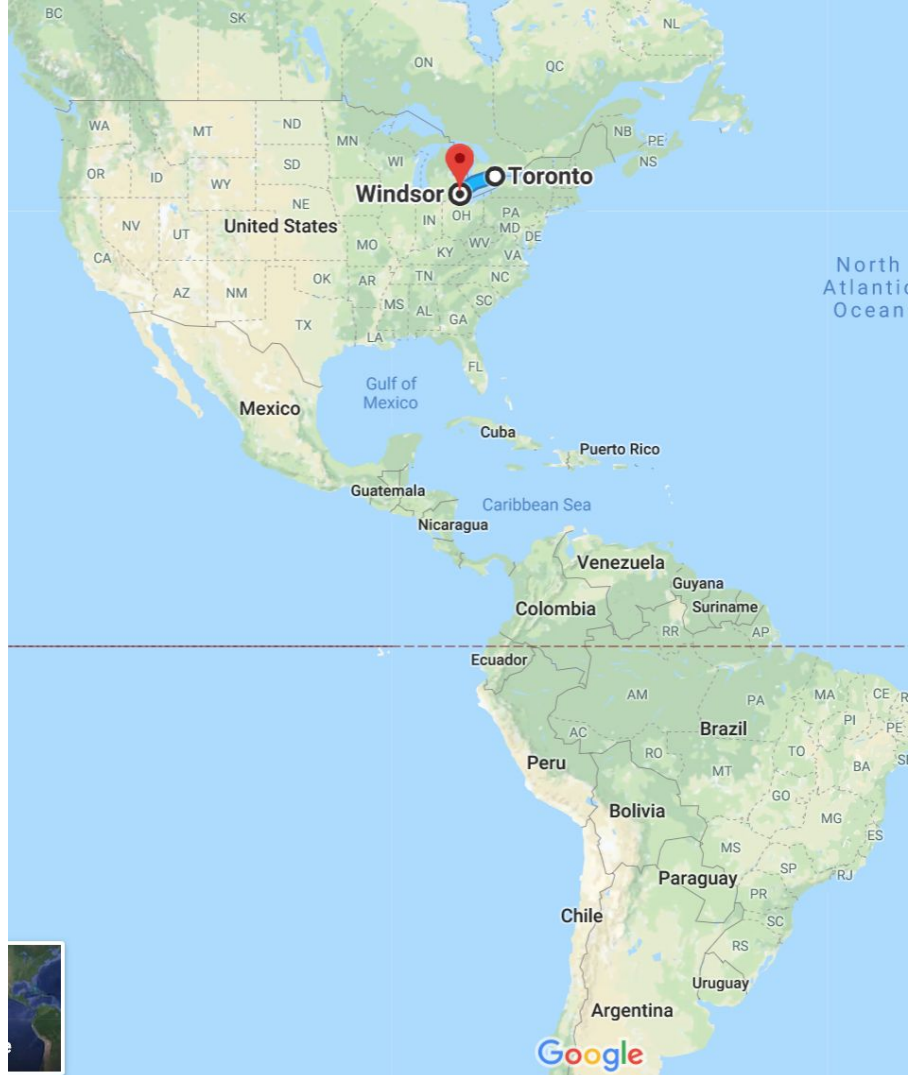 BC
SK
NL
ON
QC
WA
MT
ND
MN
NB
PE
NS
OR
ID
WY
SD
WI
Toronto
Windsor
NE
IN
OH
PA
MD
DE
NV
UT
United States
MO
KY
WV
VA
CA
AZ
NM
OK
AR
TN
NC
MS
AL
GA
SC
TX
LA
FL
North
Atlantic
Ocean
Gulf of
Mexico
Mexico
Cuba
Puerto Rico
Guatemala
Caribbean Sea
Nicaragua
Venezuela
Guyana
Colombia
Suriname
RR
AP
Ecuador
AM
PA
MA
CE
Brazil
PI
PE
AC
RO
TO
Peru
MT
BA
GO
Bolivia
MG
ES
MS
SP
RJ
Paraguay
PR
SC
Chile
RS
Uruguay
Argentina
Google